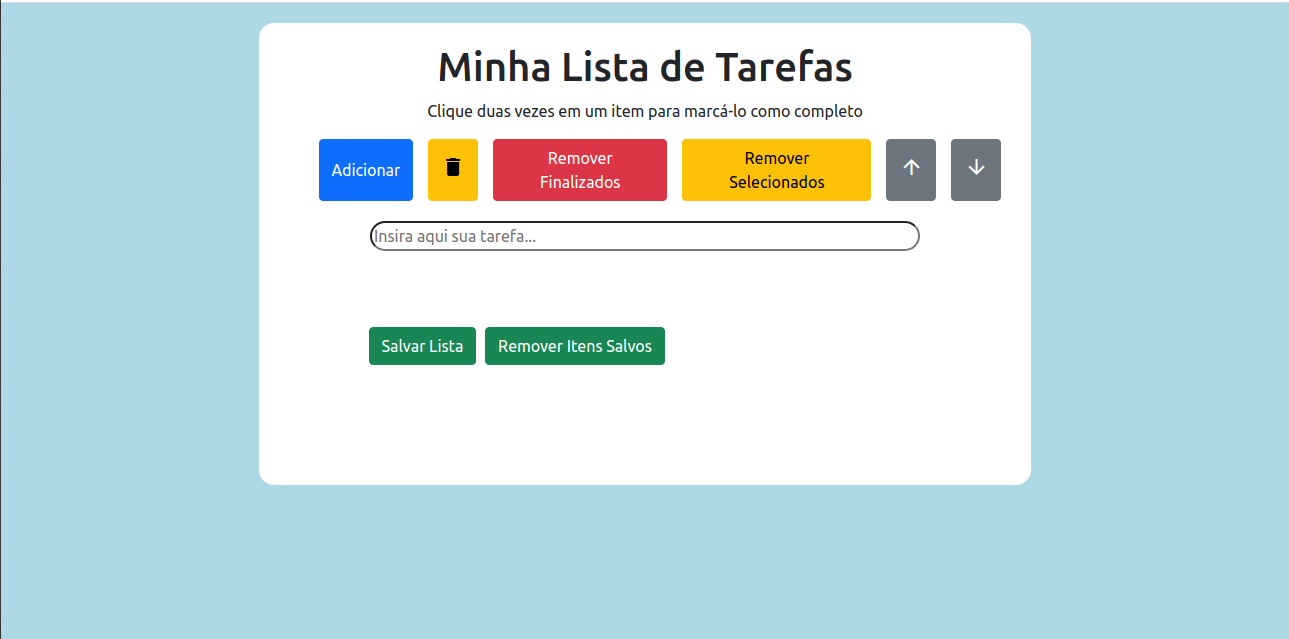 Minha Lista de Tarefas
Clique duas vezes em um item para marcá-lo como completo
Adicionar
Remover
Finalizados
Remover
Selecionados
Insira aqui sua tarefa...
Salvar Lista
Remover Itens Salvos